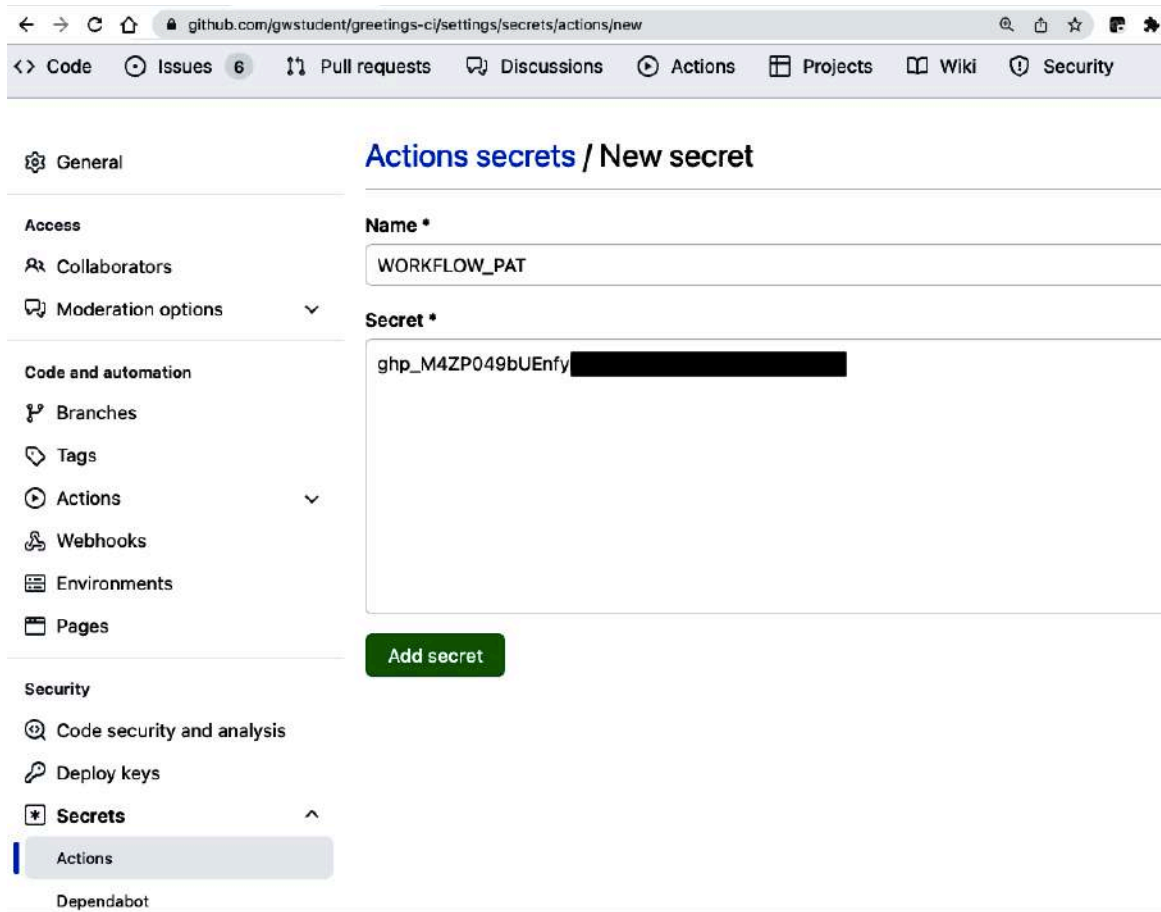 github.com/gwstudent/greetings-ci/settings/secrets/actions/new
Code Issues 6 Pull requests Discussions Actions Projects Wiki Security
General
Access
Collaborators
Moderation options
Code and automation
Branches
Tags
Actions
Webhooks
Environments
Pages
Security
Code security and analysis
Deploy keys
Secrets
Actions
Dependabot
Actions secrets / New secret
Name *
WORKFLOW_PAT
Secret *
ghp_M4ZP049bUEnfy
Add secret